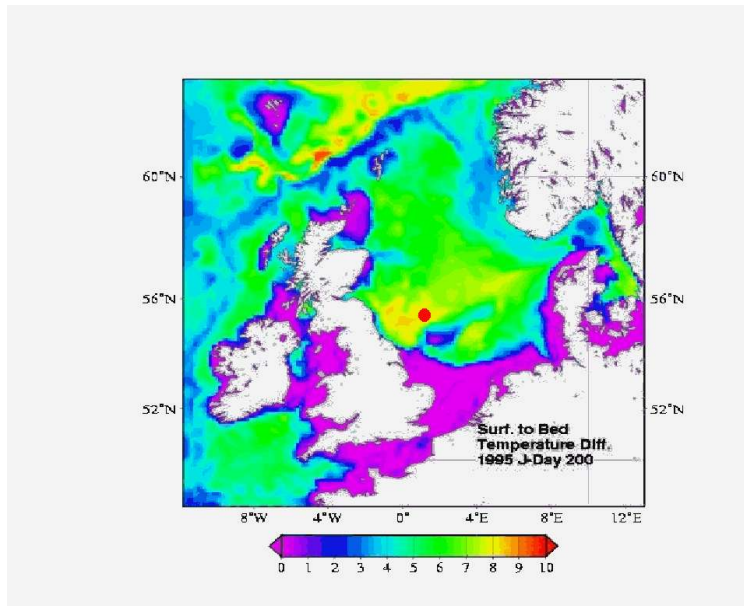 60°N
60°N
56°N
56°N
52°N
52°N
Surf. to Bed
Temperature Diff.
1995 J-Day 200
8°W 4°W 0° 4°E 8°E 12°E
0 1 2 3 4 5 6 7 8 9 10